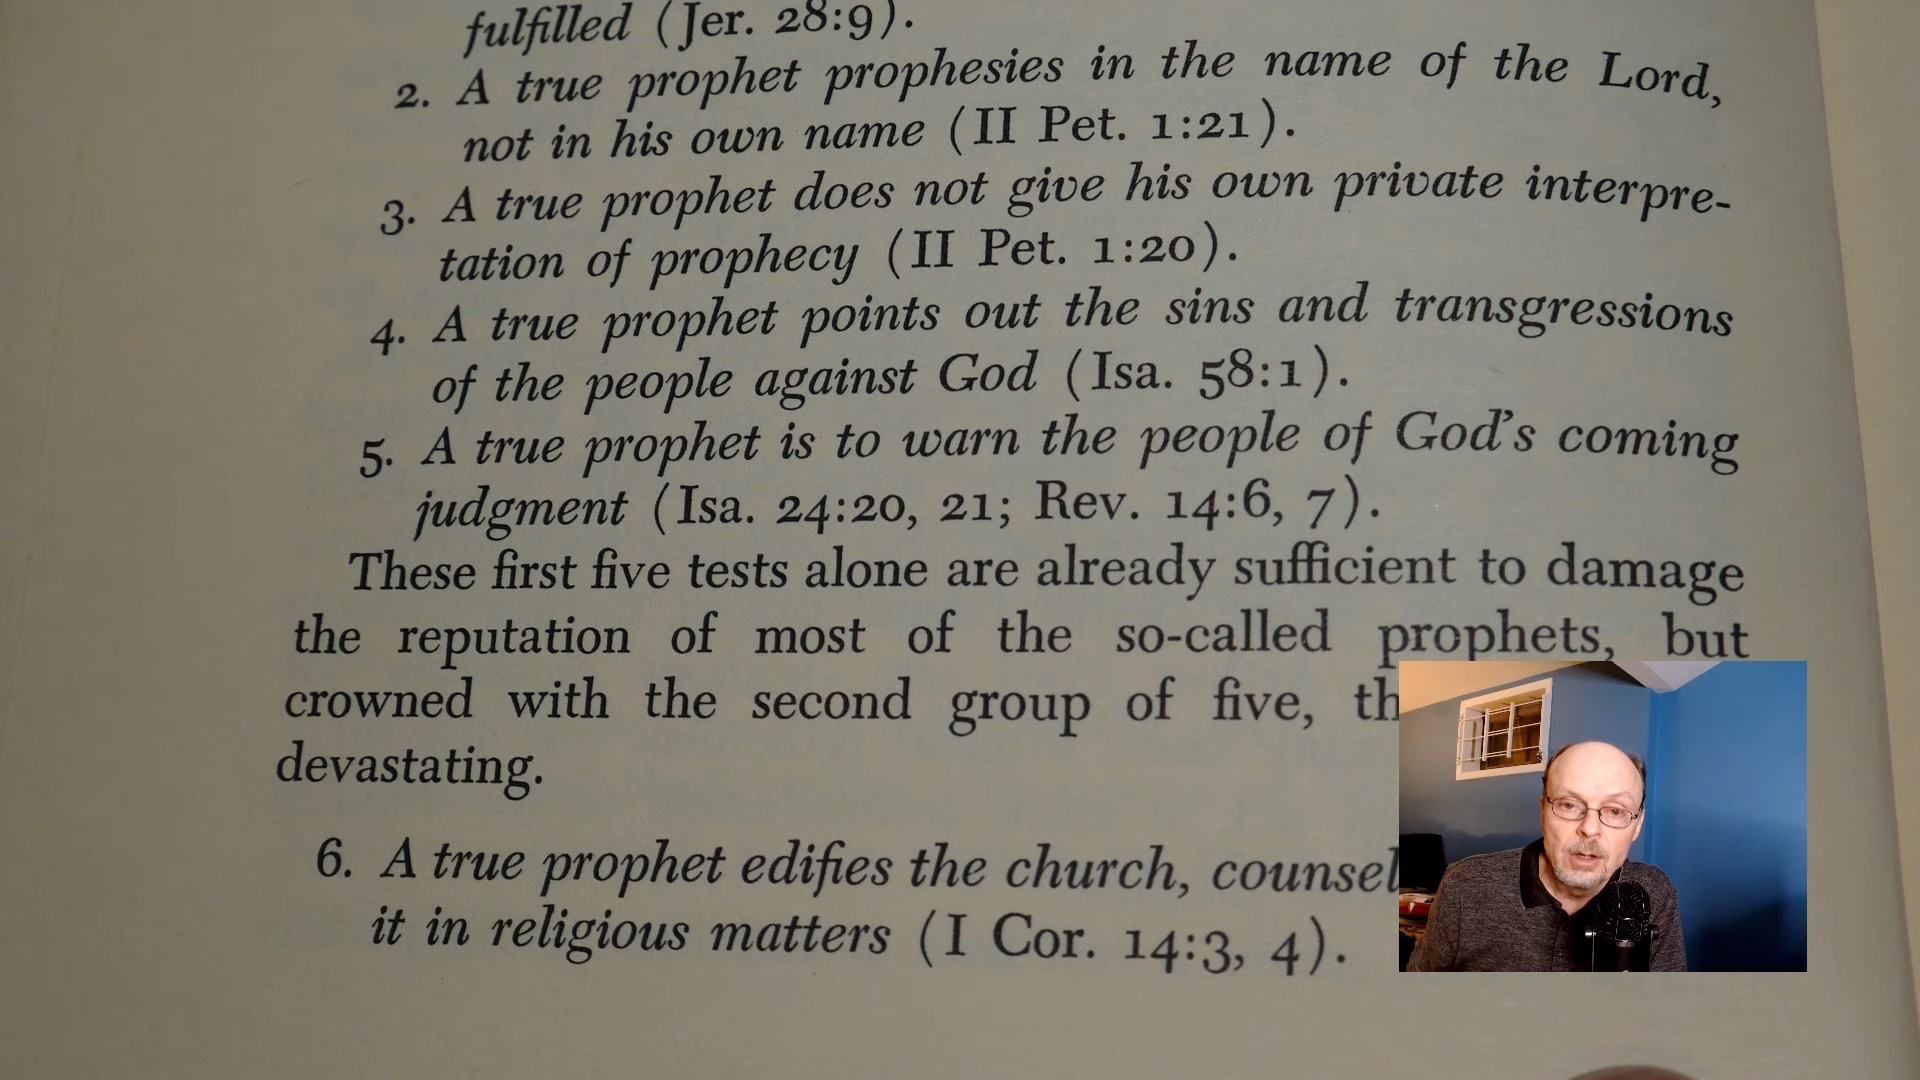 fulfilled (Jer. 28:9).
2. A true prophet prophesies in the name of the Lord,
not in his own name (II Pet. 1:21).
3. A true prophet does not give his own private interpre-
tation of prophecy (II Pet. 1:20).
4. A true prophet points out the sins and transgressions
of the people against God (Isa. 58:1).
5. A true prophet is to warn the people of God's coming
judgment (Isa. 24:20, 21; Rev. 14:6, 7).
These first five tests alone are already sufficient to damage
the reputation of most of the so-called prophets, but
crowned with the second group of five, th
devastating.
6. A true prophet edifies the church, counsel
it in religious matters (I Cor. 14:3, 4).